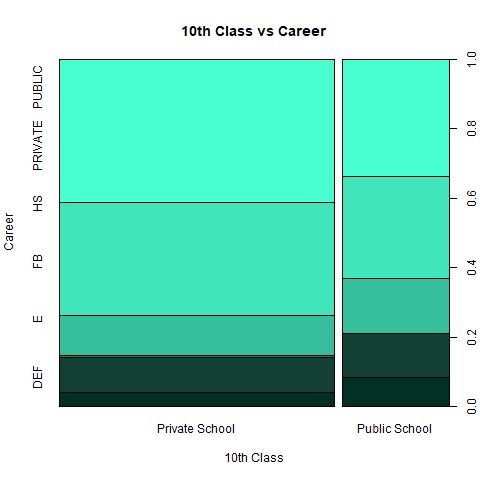 10th Class vs Career
Career
PUBLIC
PRIVATE
HS
FB
E
DEF
1.0
0.8
0.6
0.4
0.2
0.0
Private School
Public School
10th Class